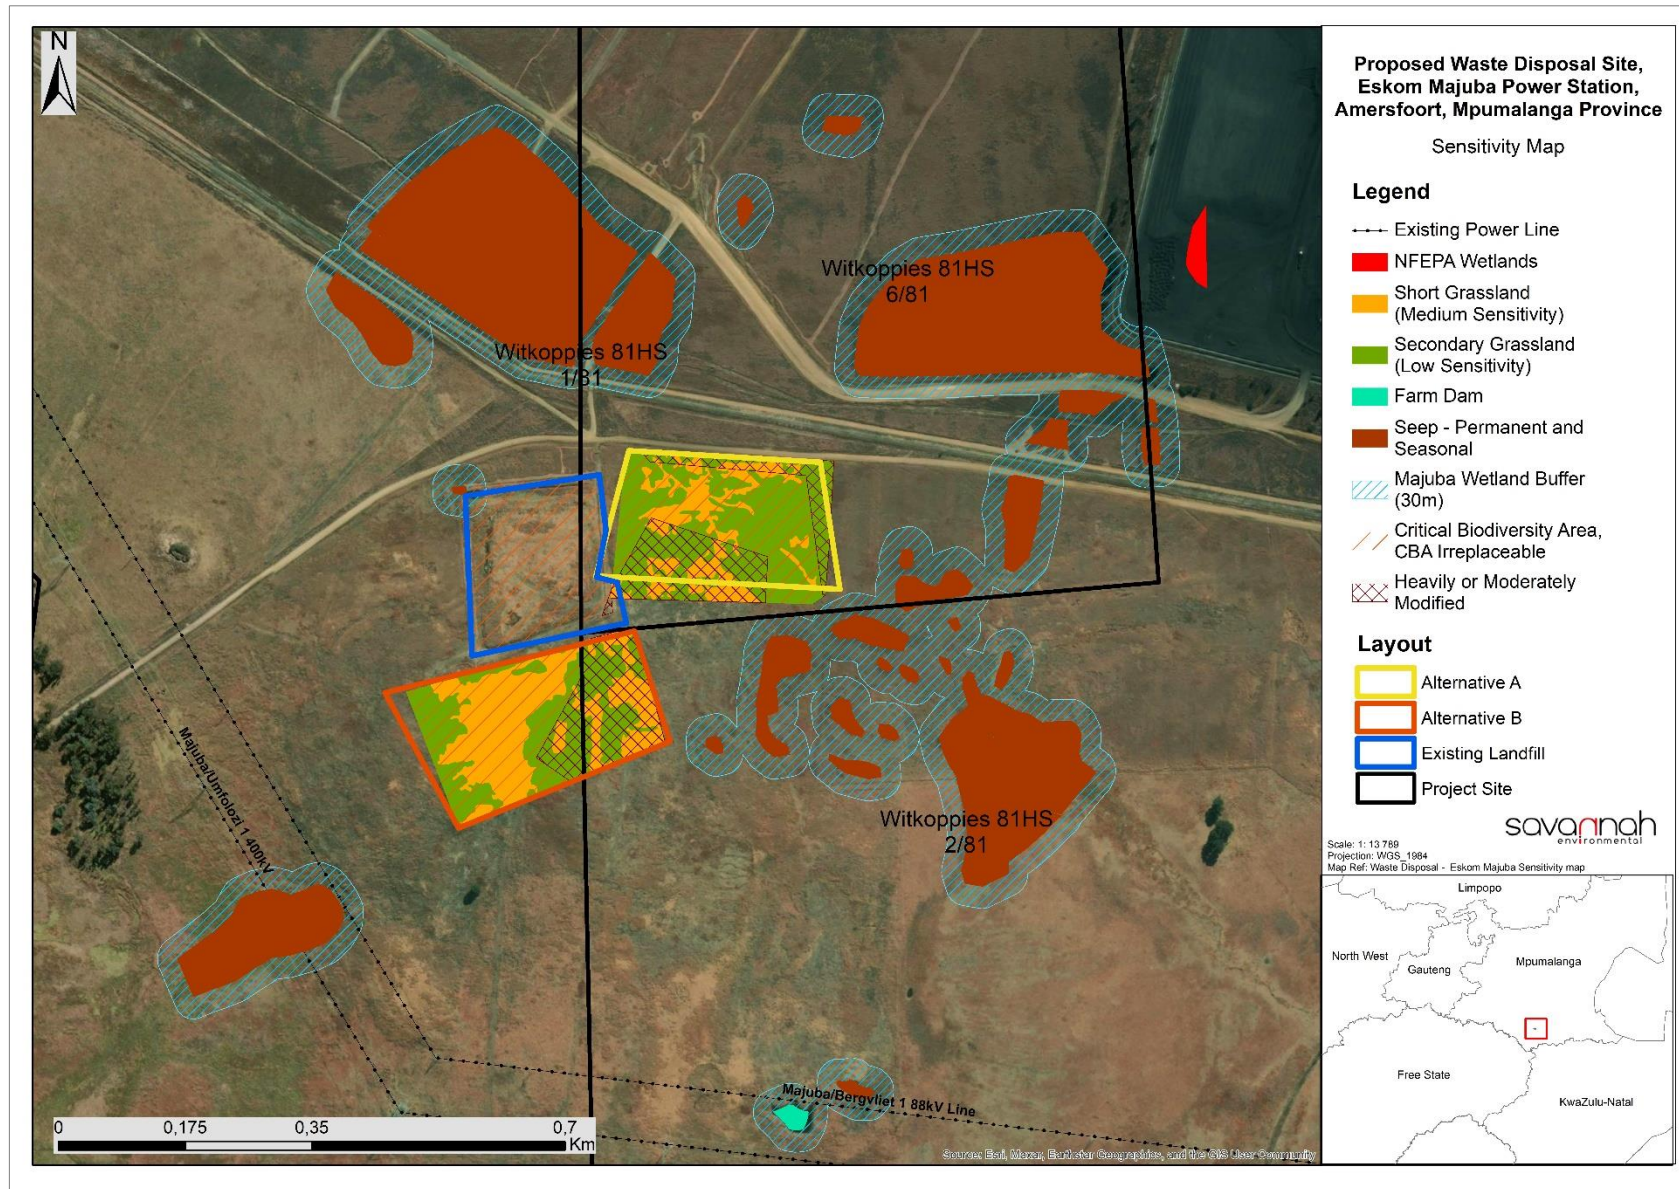 N
Witkoppies 81HS
6/81
Witkoppies 81HS
1/81
Majuba/Umfolozi 1 400kV
Witkoppies 81HS
2/81
Majuba/Bergvliet 1 88kV Line
0 0,175 0,35 0,7
Km
Source: Esri, Maxar, Earthstar Geographics, and the GIS User Community
Proposed Waste Disposal Site,
Eskom Majuba Power Station,
Amersfoort, Mpumalanga Province
Sensitivity Map
Legend
Existing Power Line
NFEPA Wetlands
Short Grassland
(Medium Sensitivity)
Secondary Grassland
(Low Sensitivity)
Farm Dam
Seep - Permanent and
Seasonal
Majuba Wetland Buffer
(30m)
Critical Biodiversity Area,
CBA Irreplaceable
Heavily or Moderately
Modified
Layout
Alternative A
Alternative B
Existing Landfill
Project Site
savannah
environmental
Scale: 1: 13 789
Projection: WGS_1984
Map Ref: Waste Disposal - Eskom Majuba Sensitivity map
Limpopo
North West
Gauteng
Mpumalanga
Free State
KwaZulu-Natal